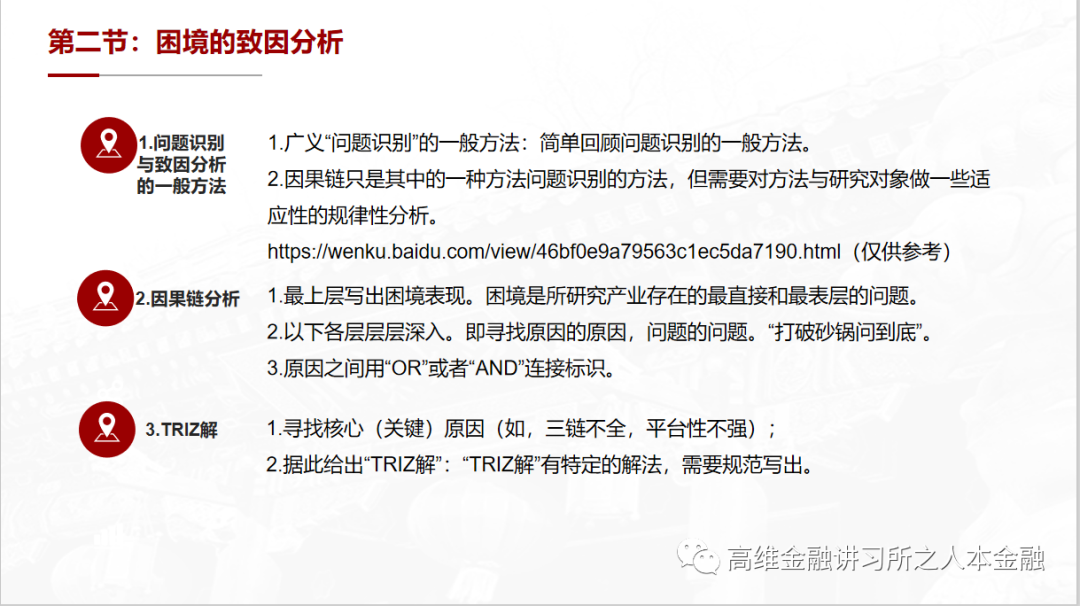 第二节：困境的致因分析
1.问题识别
与致因分析
的一般方法
1.广义“问题识别”的一般方法：简单回顾问题识别的一般方法。
2.因果链只是其中的一种方法问题识别的方法，但需要对方法与研究对象做一些适
应性的规律性分析。
https://wenku.baidu.com/view/46bf0e9a79563c1ec5da7190.html（仅供参考）
2.因果链分析
1.最上层写出困境表现。困境是所研究产业存在的最直接和最表层的问题。
2.以下各层层层深入。即寻找原因的原因，问题的问题。“打破砂锅问到底”。
3.原因之间用“OR”或者“AND”连接标识。
3.TRIZ解
1.寻找核心（关键）原因（如，三链不全，平台性不强）；
2.据此给出“TRIZ解”：“TRIZ解”有特定的解法，需要规范写出。
高维金融讲习所之人本金融